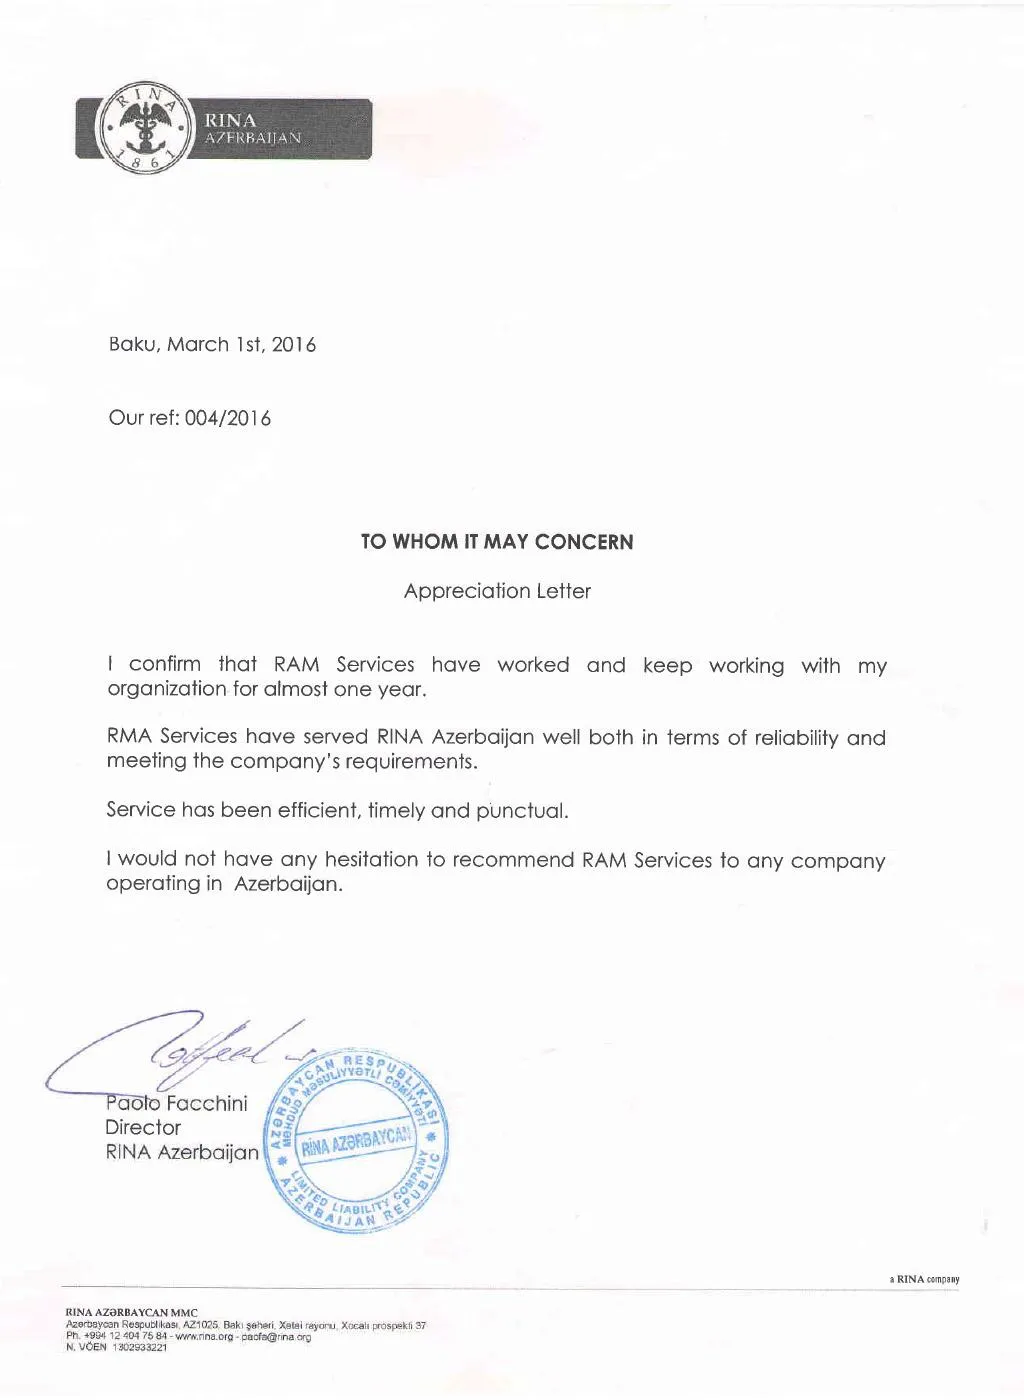 RINA
1861
RINA
AZERBAIJAN
Baku, March 1st, 2016
Our ref: 004/2016
TO WHOM IT MAY CONCERN
Appreciation Letter
I confirm that RAM Services have worked and keep working with my
organization for almost one year.
RMA Services have served RINA Azerbaijan well both in terms of reliability and
meeting the company's requirements.
Service has been efficient, timely and punctual.
I would not have any hesitation to recommend RAM Services to any company
operating in Azerbaijan.
Paolo Facchini
Director
RINA Azerbaijan
AZƏRBAYCAN RESPUBLIKASI
MƏHDUD MƏSULİYYƏTLİ CƏMİYYƏTİ
RİNA AZƏRBAYCAN
LIMITED LIABILITY COMPANY
AZERBAIJAN REPUBLIC
a RINA company
RINA AZƏRBAYCAN MMC
Azərbaycan Respublikası, AZ1025, Bakı şəhəri, Xətai rayonu, Xocalı prospekti 37
Ph. +994 12 404 75 84 - www.rina.org - paofa@rina.org
N. VÖEN 1302933221